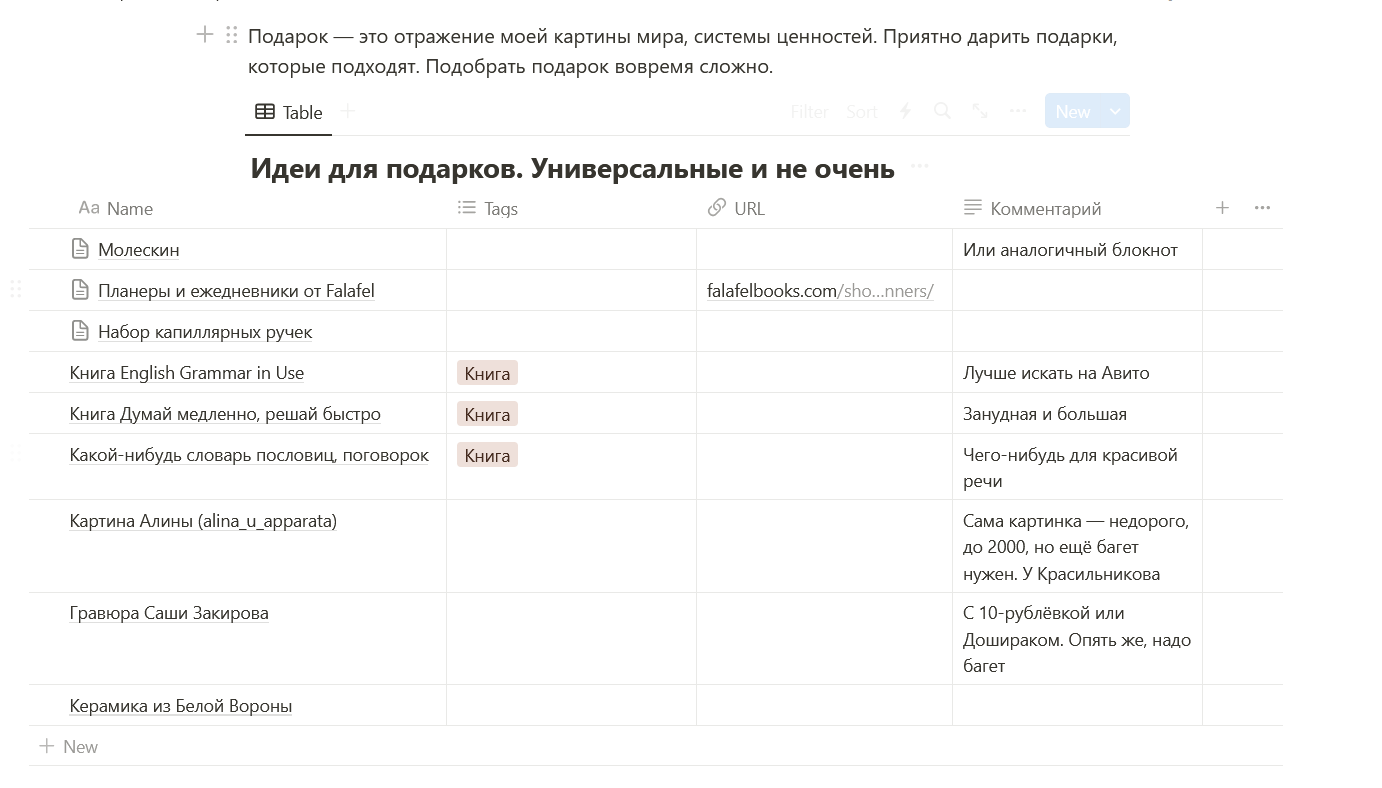 Подарок — это отражение моей картины мира, системы ценностей. Приятно дарить подарки,
которые подходят. Подобрать подарок вовремя сложно.
Table
Filter Sort New
Идеи для подарков. Универсальные и не очень
Aa Name Tags URL Комментарий
Молескин Или аналогичный блокнот
Планеры и ежедневники от Falafel falafelbooks.com/sho...nners/
Набор капиллярных ручек
Книга English Grammar in Use Книга Лучше искать на Авито
Книга Думай медленно, решай быстро Книга Занудная и большая
Какой-нибудь словарь пословиц, поговорок Книга Чего-нибудь для красивой
речи
Картина Алины (alina_u_apparata) Сама картинка — недорого,
до 2000, но ещё багет
нужен. У Красильникова
Гравюра Саши Закирова С 10-рублёвкой или
Дошираком. Опять же, надо
багет
Керамика из Белой Вороны
New